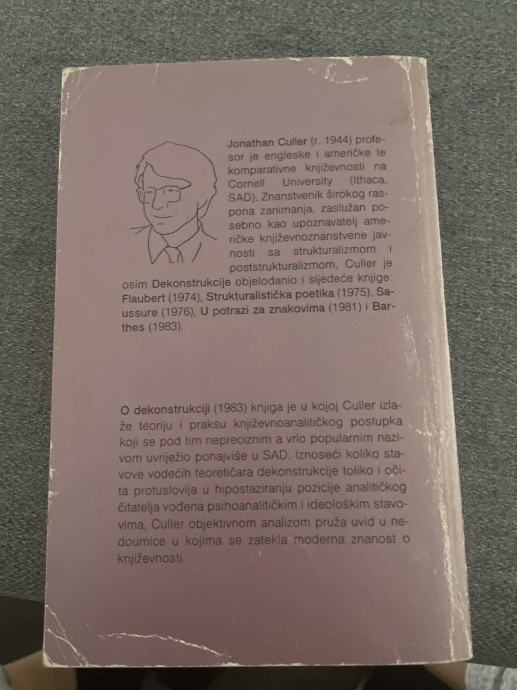 Jonathan Culler (r. 1944) profe-
sor je engleske i američke te
komparativne književnosti na
Cornell University (Ithaca,
SAD). Znanstvenik širokog ras-
pona zanimanja, zaslužan po-
sebno kao upoznavatelj ame-
ričke književnoznanstvene jav-
nosti sa strukturalizmom i
poststrukturalizmom, Culler je
osim Dekonstrukcije objelodanio i sljedeće knjige:
Flaubert (1974), Strukturalistička poetika (1975), Sa-
ussure (1976), U potrazi za znakovima (1981) i Bar-
thes (1983).
O dekonstrukciji (1983) knjiga je u kojoj Culler izla-
že teoriju i praksu književnoanalitičkog postupka
koji se pod tim nepreciznim a vrlo popularnim nazi-
vom uvriježio ponajviše u SAD. Iznoseći koliko sta-
vove vodećih teoretičara dekonstrukcije toliko i oči-
ta protuslovlja u hipostaziranju pozicije analitičkog
čitatelja vođena psihoanalitičkim i ideološkim stavo-
vima, Culler objektivnom analizom pruža uvid u ne-
doumice u kojima se zatekla moderna znanost o
književnosti.